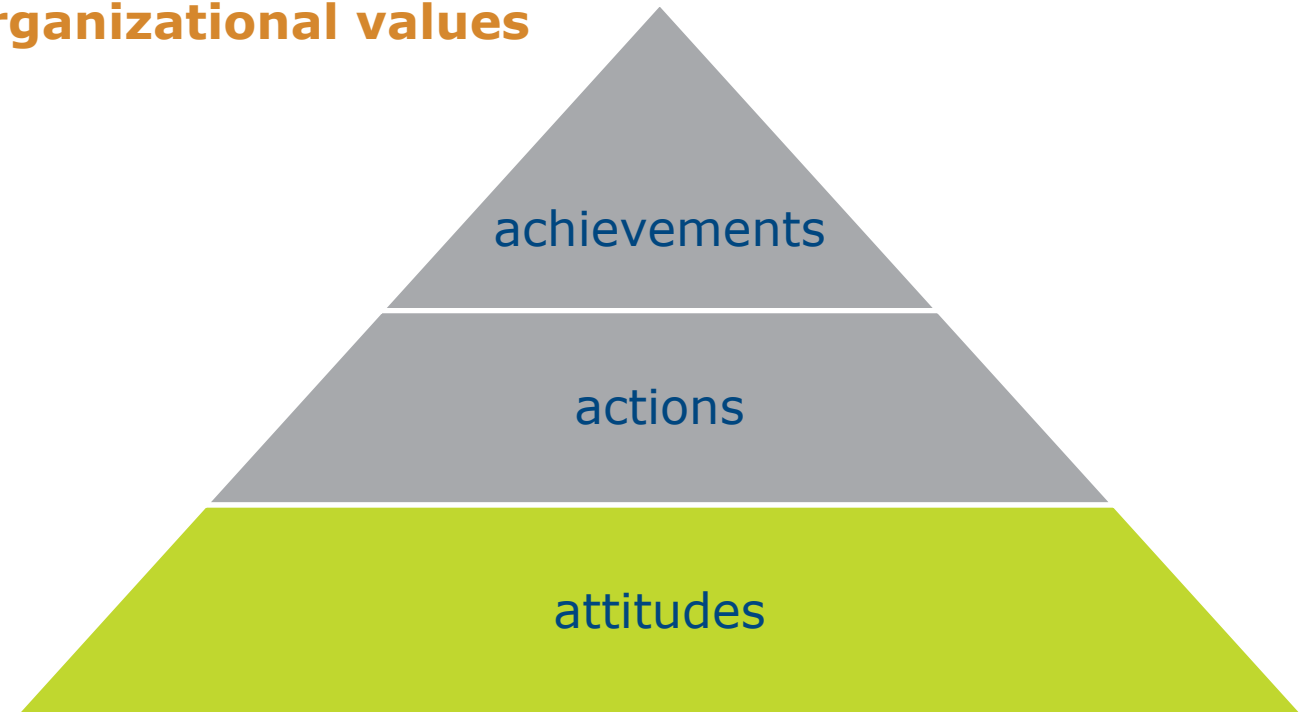 rganizational values
achievements
actions
attitudes